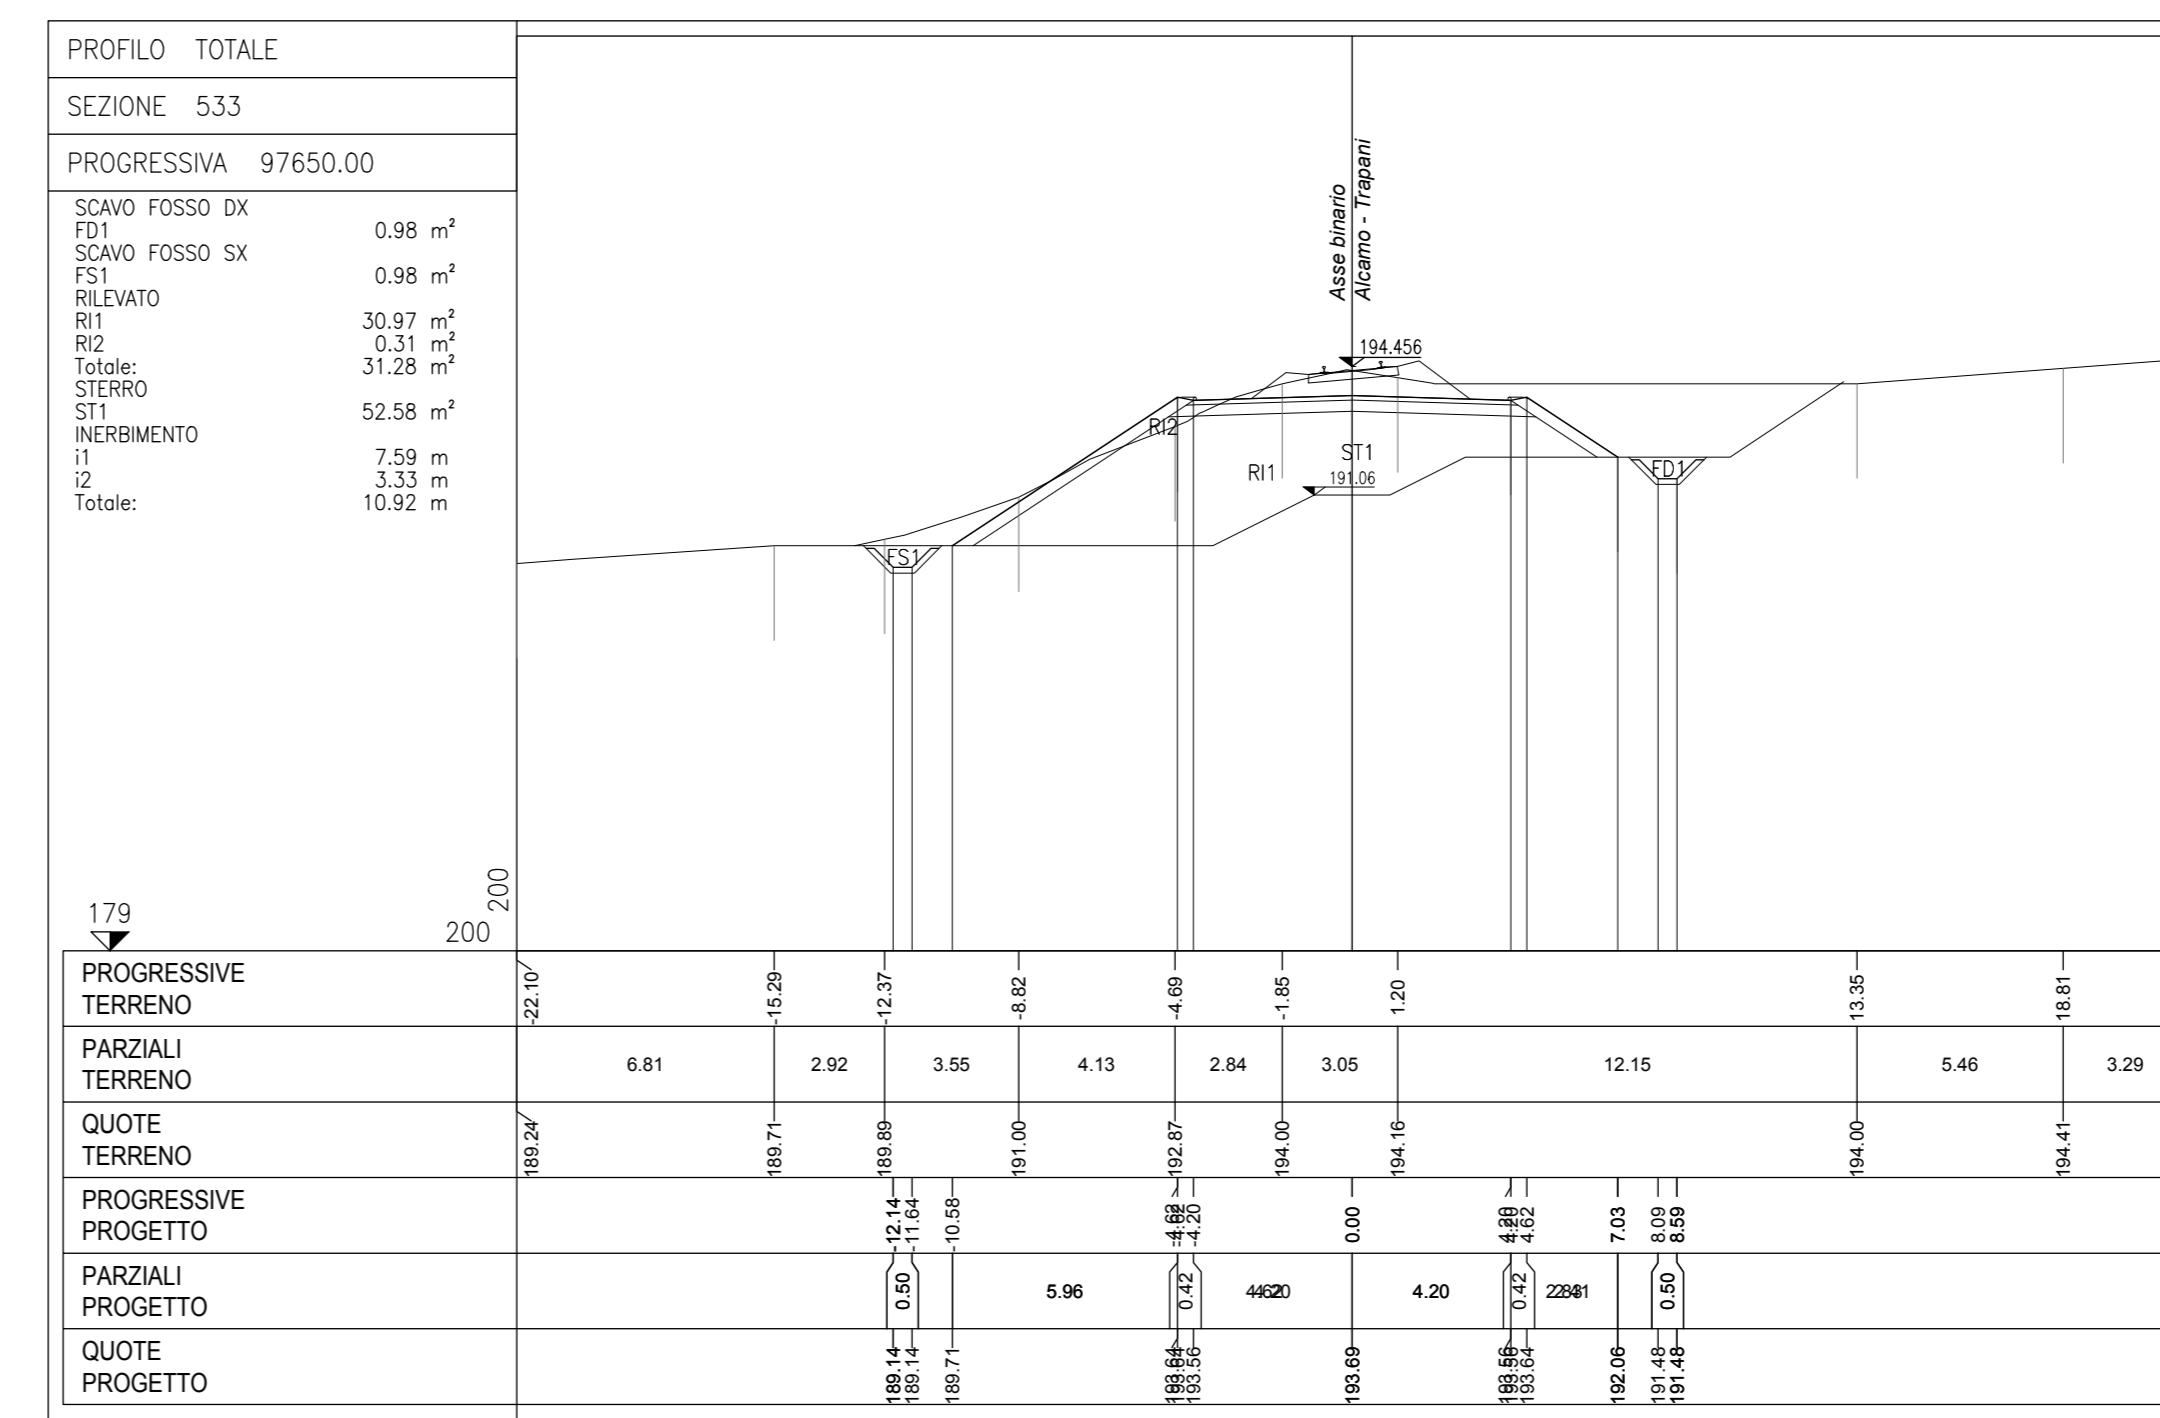 PROFILO TOTALE
SEZIONE 533
PROGRESSIVA 97650.00
SCAVO FOSSO DX
FD1 0.98 m²
SCAVO FOSSO SX
FS1 0.98 m²
RILEVATO
RI1 30.97 m²
RI2 0.31 m²
Totale: 31.28 m²
STERRO
ST1 52.58 m²
INERBIMENTO
i1 7.59 m
i2 3.33 m
Totale: 10.92 m
Asse binario
Alcamo - Trapani
194.456
RI2
ST1
RI1
191.06
FD1
FS1
200
179
200
PROGRESSIVE
TERRENO
-22.10 -15.29 -12.37 -8.82 -4.69 -1.85 1.20 13.35 18.81
PARZIALI
TERRENO
6.81 2.92 3.55 4.13 2.84 3.05 12.15 5.46 3.29
QUOTE
TERRENO
189.24 189.71 189.89 191.00 192.87 194.00 194.16 194.00 194.41
PROGRESSIVE
PROGETTO
-12.14 -11.64 -10.58 -4.20 0.00 4.62 7.03 8.09 8.59
PARZIALI
PROGETTO
0.50 5.96 0.42 4.20 0.42 0.50
QUOTE
PROGETTO
189.14 189.14 189.71 193.56 193.69 193.64 192.06 191.48 191.48